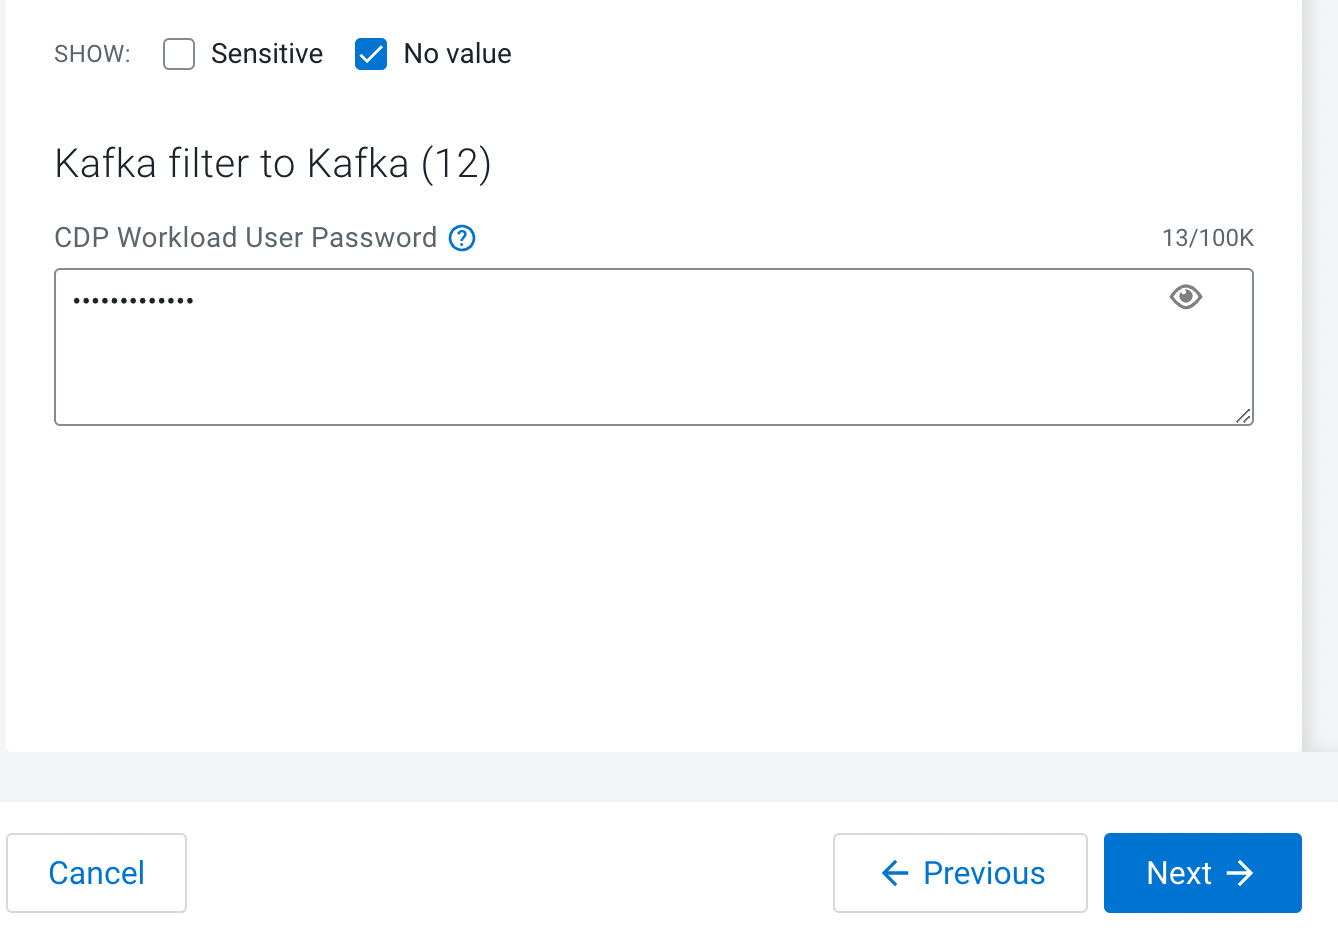 SHOW: Sensitive No value
Kafka filter to Kafka (12)
CDP Workload User Password 13/100K
•••••••••••••
Cancel Previous Next